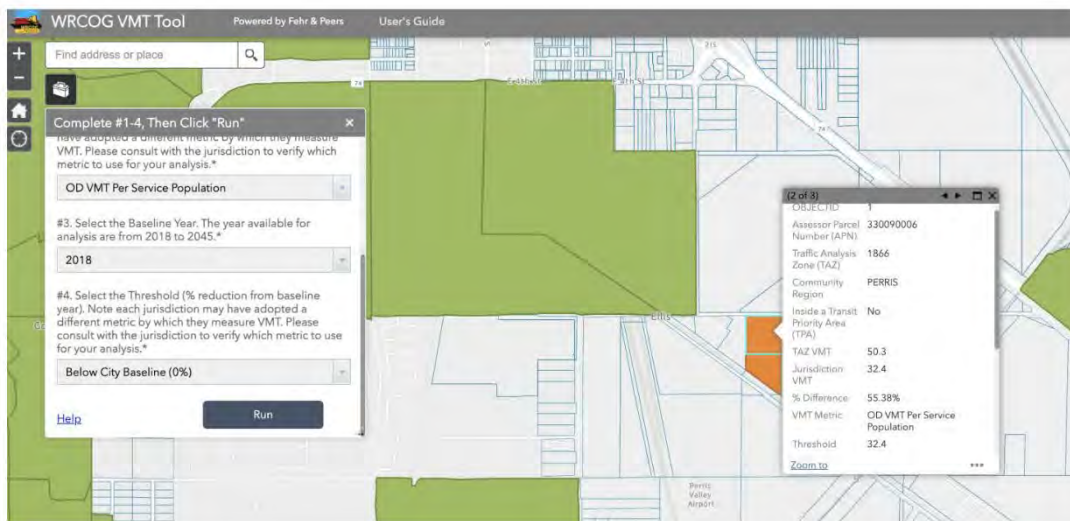 WRCOG VMT Tool
Powered by Fehr & Peers
User's Guide
+
Find address or place
−
Complete #1-4, Then Click "Run"
×
have adopted a different metric by which they measure
VMT. Please consult with the jurisdiction to verify which
metric to use for your analysis.*
OD VMT Per Service Population
#3. Select the Baseline Year. The year available for
analysis are from 2018 to 2045.*
2018
#4. Select the Threshold (% reduction from baseline
year). Note each jurisdiction may have adopted a
different metric by which they measure VMT. Please
consult with the jurisdiction to verify which metric to use
for your analysis.*
Below City Baseline (0%)
Help
Run
74
215
Ellis
Perris
Valley
Airport
(2 of 3)
OBJECTID 1
Assessor Parcel 330090006
Number (APN)
Traffic Analysis 1866
Zone (TAZ)
Community PERRIS
Region
Inside a Transit No
Priority Area
(TPA)
TAZ VMT 50.3
Jurisdiction 32.4
VMT
% Difference 55.38%
VMT Metric OD VMT Per Service
Population
Threshold 32.4
Zoom to
•••